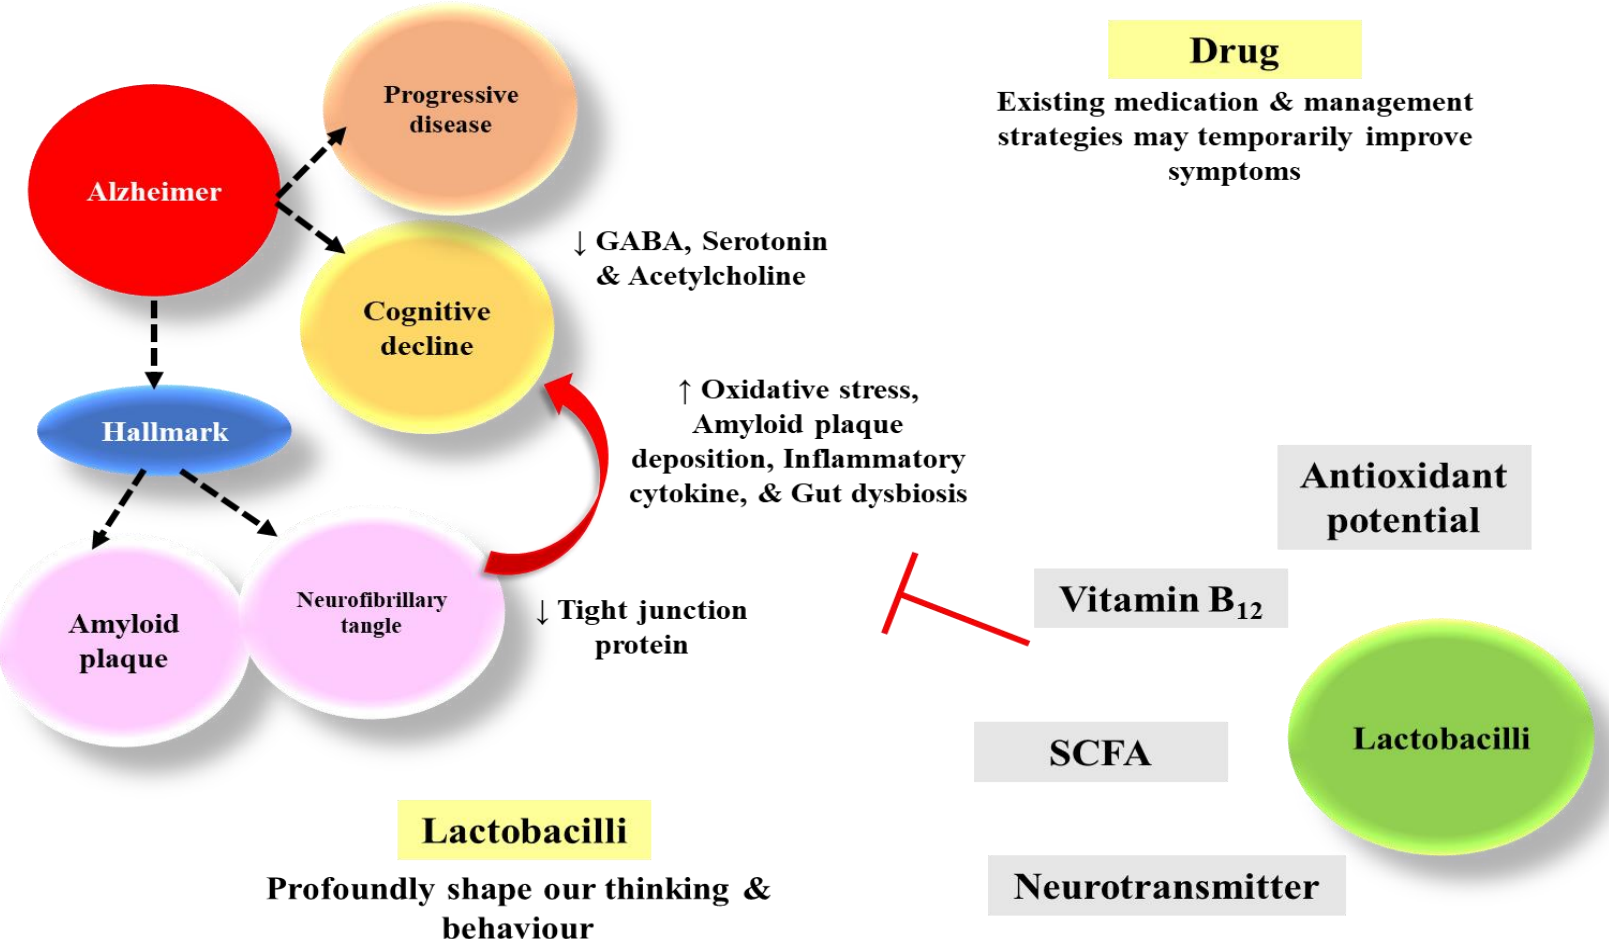 Progressive
disease
Alzheimer
Drug
Existing medication & management
strategies may temporarily improve
symptoms
↓ GABA, Serotonin
& Acetylcholine
Cognitive
decline
↑ Oxidative stress,
Amyloid plaque
deposition, Inflammatory
cytokine, & Gut dysbiosis
Hallmark
Antioxidant
potential
Amyloid
plaque
Neurofibrillary
tangle
↓ Tight junction
protein
Vitamin B₁₂
SCFA
Lactobacilli
Neurotransmitter
Lactobacilli
Profoundly shape our thinking &
behaviour